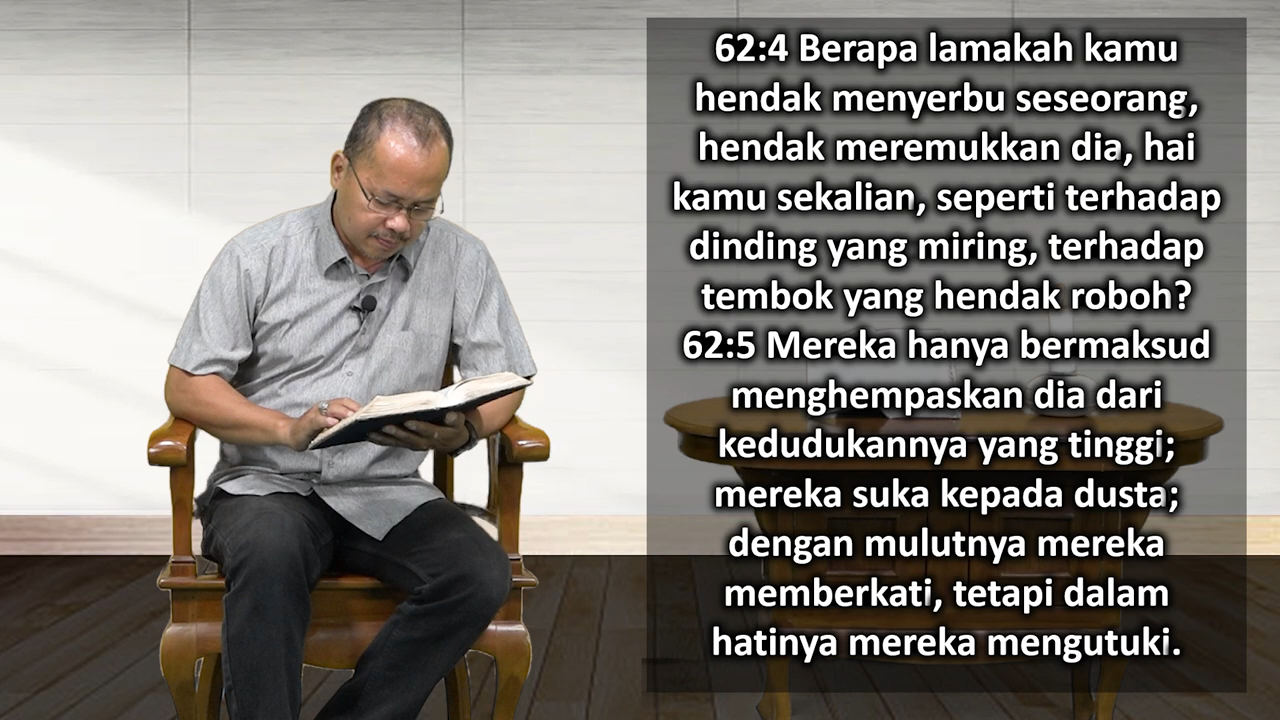 62:4 Berapa lamakah kamu
hendak menyerbu seseorang,
hendak meremukkan dia, hai
kamu sekalian, seperti terhadap
dinding yang miring, terhadap
tembok yang hendak roboh?
62:5 Mereka hanya bermaksud
menghempaskan dia dari
kedudukannya yang tinggi;
mereka suka kepada dusta;
dengan mulutnya mereka
memberkati, tetapi dalam
hatinya mereka mengutuki.